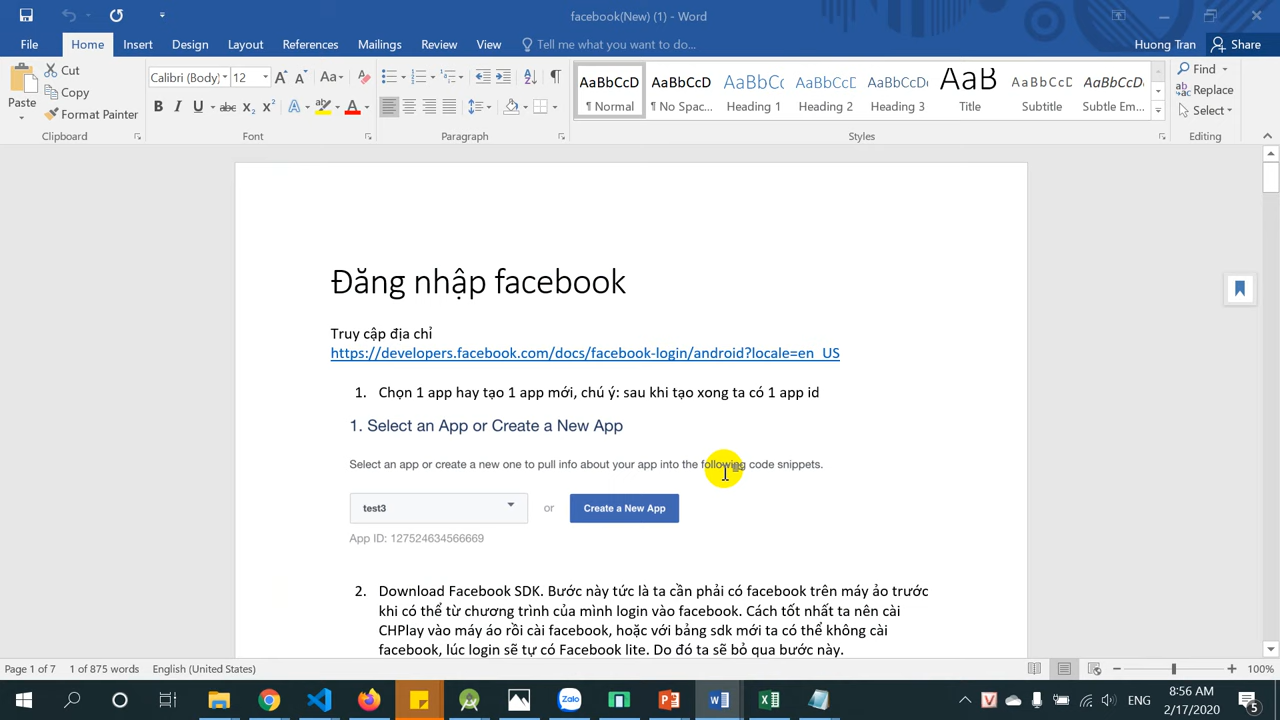 facebook(New) (1) - Word
File Home Insert Design Layout References Mailings Review View Tell me what you want to do... Huong Tran Share
Paste Cut Copy Format Painter
Calibri (Body) 12
AaBbCcD AaBbCcD AaBbCc AaBbCcD AaBbCcD AaB AaBbCcD AaBbCcD
¶ Normal ¶ No Spac... Heading 1 Heading 2 Heading 3 Title Subtitle Subtle Em...
Find Replace Select
Clipboard Font Paragraph Styles Editing
Đăng nhập facebook
Truy cập địa chỉ
https://developers.facebook.com/docs/facebook-login/android?locale=en_US
1. Chọn 1 app hay tạo 1 app mới, chú ý: sau khi tạo xong ta có 1 app id
1. Select an App or Create a New App
Select an app or create a new one to pull info about your app into the following code snippets.
test3 or Create a New App
App ID: 127524634566669
2. Download Facebook SDK. Bước này tức là ta cần phải có facebook trên máy ảo trước
khi có thể từ chương trình của mình login vào facebook. Cách tốt nhất ta nên cài
CHPlay vào máy áo rồi cài facebook, hoặc với bảng sdk mới ta có thể không cài
facebook, lúc login sẽ tự có Facebook lite. Do đó ta sẽ bỏ qua bước này.
Page 1 of 7 1 of 875 words English (United States) 100%
Zalo ENG 8:56 AM
2/17/2020 5